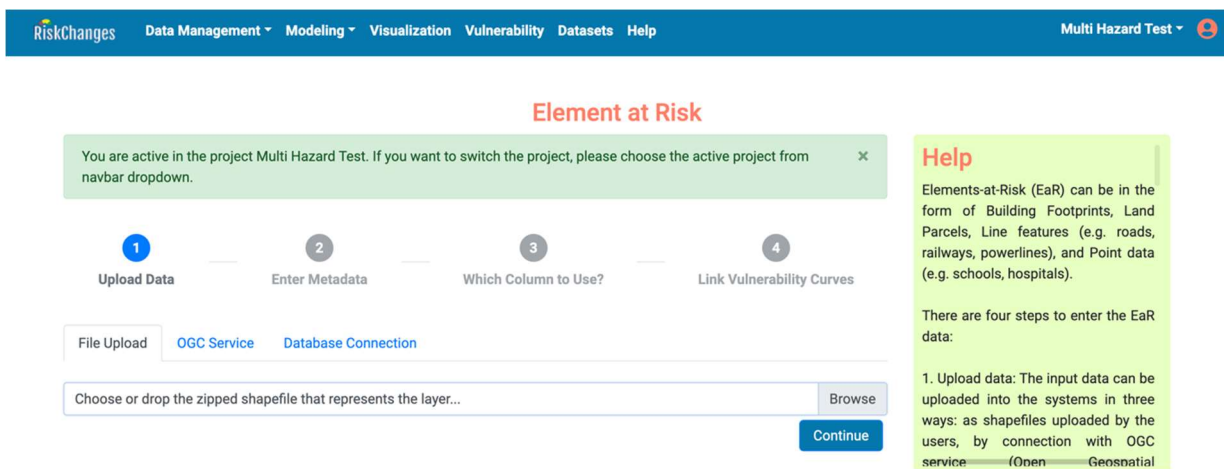 RiskChanges Data Management Modeling Visualization Vulnerability Datasets Help Multi Hazard Test
Element at Risk
You are active in the project Multi Hazard Test. If you want to switch the project, please choose the active project from ×
navbar dropdown.
1 2 3 4
Upload Data Enter Metadata Which Column to Use? Link Vulnerability Curves
File Upload OGC Service Database Connection
Choose or drop the zipped shapefile that represents the layer... Browse
Continue
Help
Elements-at-Risk (EaR) can be in the
form of Building Footprints, Land
Parcels, Line features (e.g. roads,
railways, powerlines), and Point data
(e.g. schools, hospitals).
There are four steps to enter the EaR
data:
1. Upload data: The input data can be
uploaded into the systems in three
ways: as shapefiles uploaded by the
users, by connection with OGC
service (Open Geospatial